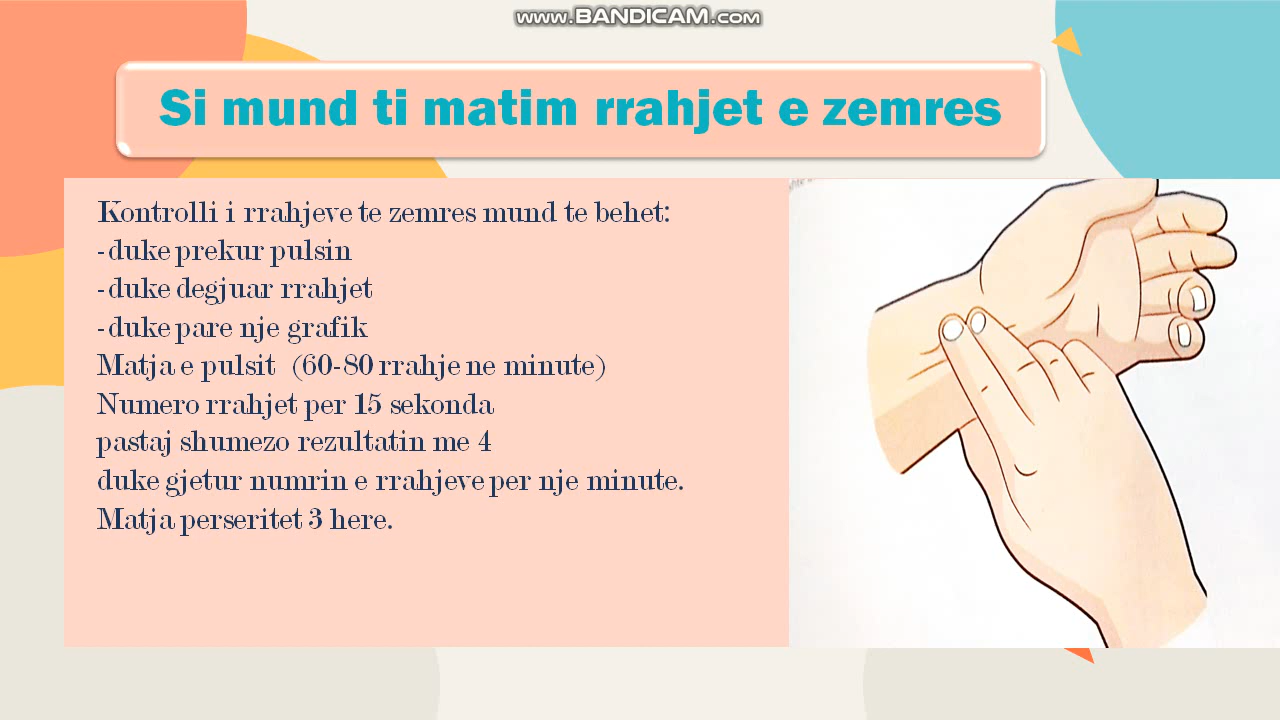 www.BANDICAM.com
Si mund ti matim rrahjet e zemres
Kontrolli i rrahjeve te zemres mund te behet:
-duke prekur pulsin
-duke degjuar rrahjet
-duke pare nje grafik
Matja e pulsit (60-80 rrahje ne minute)
Numero rrahjet per 15 sekonda
pastaj shumezo rezultatin me 4
duke gjetur numrin e rrahjeve per nje minute.
Matja perseritet 3 here.